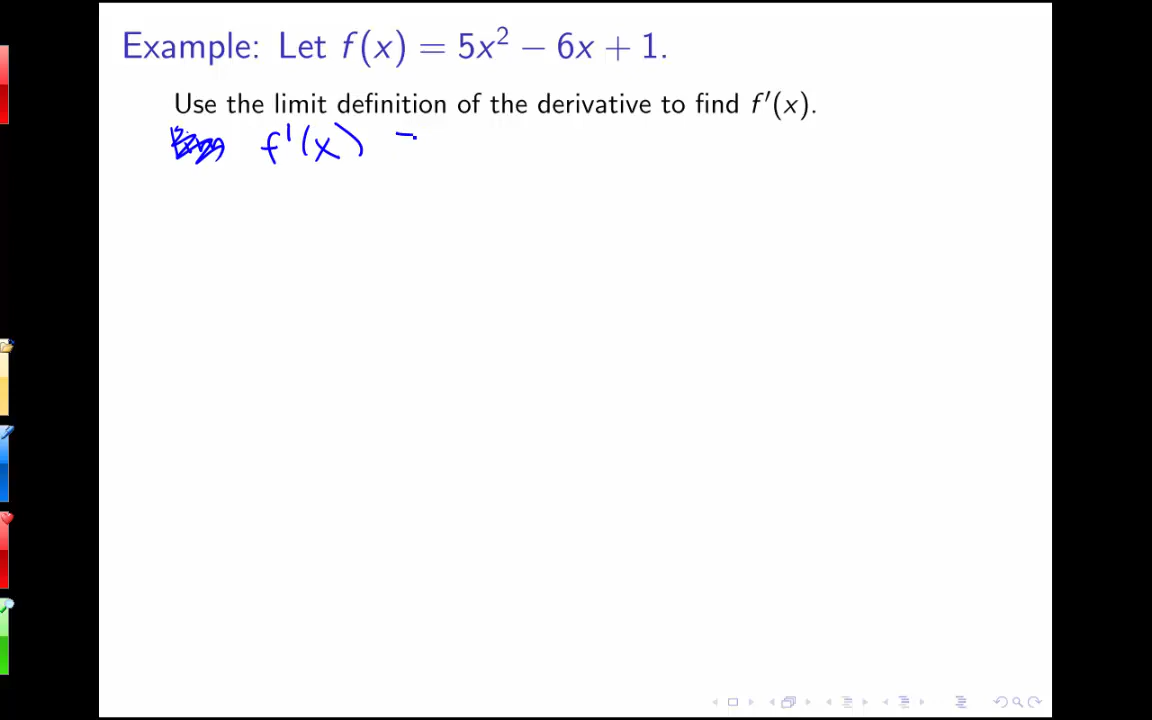 Example: Let f(x) = 5x² − 6x + 1.
Use the limit definition of the derivative to find f′(x).
f'(x) =